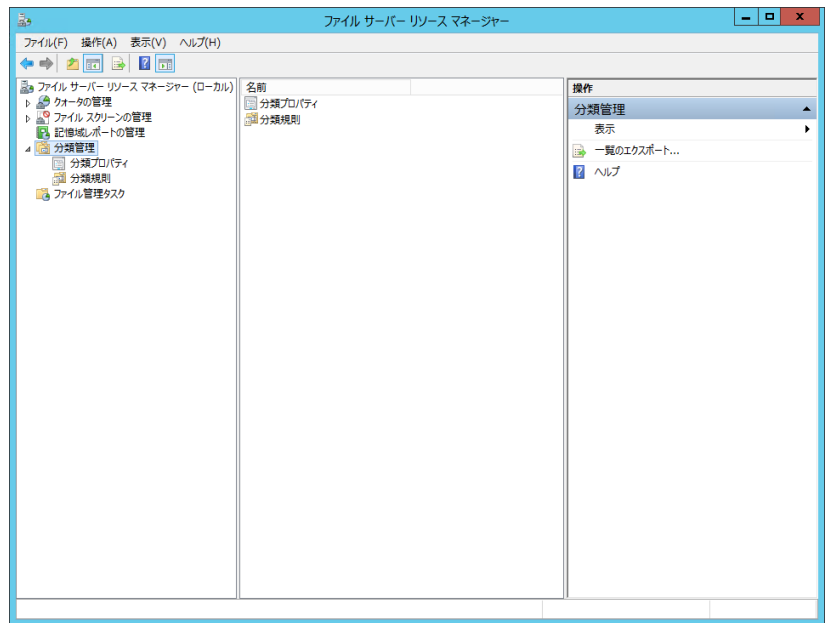 ファイル サーバー リソース マネージャー
ファイル(F) 操作(A) 表示(V) ヘルプ(H)
ファイル サーバー リソース マネージャー (ローカル)
クォータの管理
ファイル スクリーンの管理
記憶域レポートの管理
分類管理
分類プロパティ
分類規則
ファイル管理タスク
名前
分類プロパティ
分類規則
操作
分類管理
表示
一覧のエクスポート...
ヘルプ